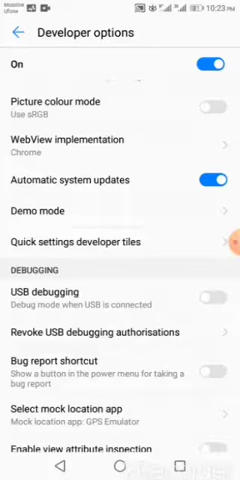 Mobilis
Ufone
10:23 PM
Developer options
On
Picture colour mode
Use sRGB
WebView implementation
Chrome
Automatic system updates
Demo mode
Quick settings developer tiles
DEBUGGING
USB debugging
Debug mode when USB is connected
Revoke USB debugging authorisations
Bug report shortcut
Show a button in the power menu for taking a
bug report
Select mock location app
Mock location app: GPS Emulator
Enable view attribute inspection